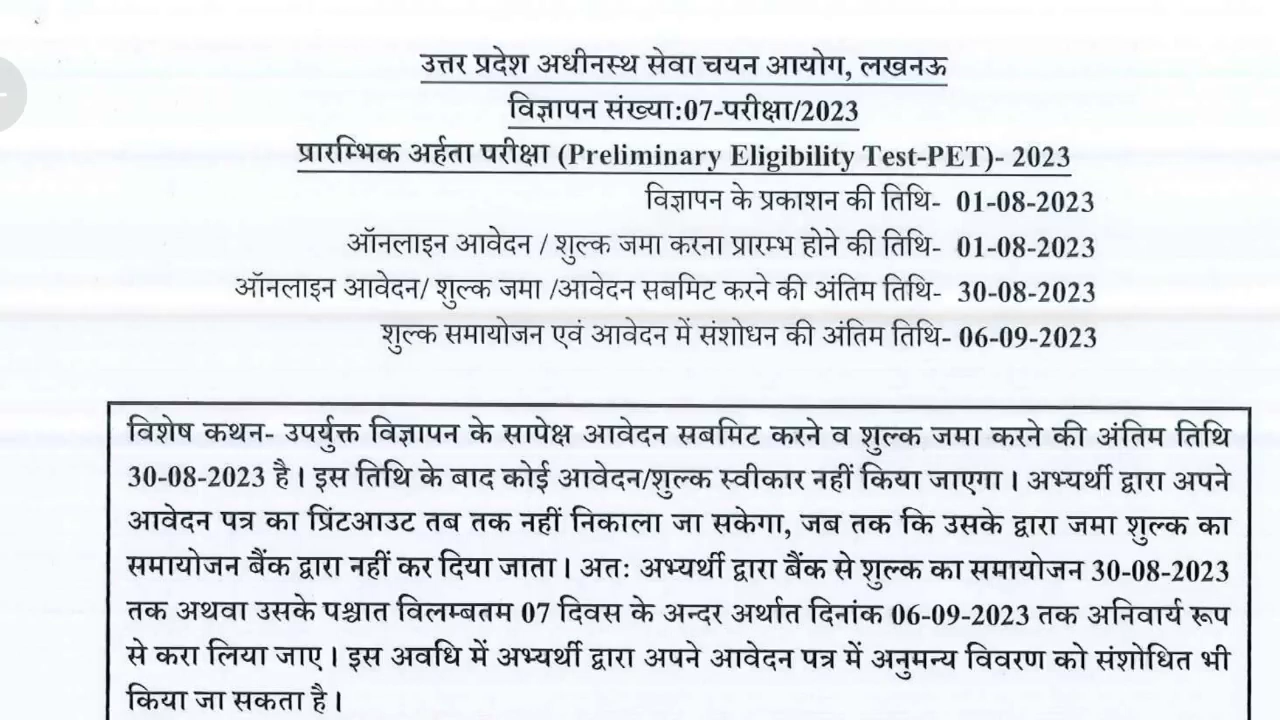 उत्तर प्रदेश अधीनस्थ सेवा चयन आयोग, लखनऊ
विज्ञापन संख्या:07-परीक्षा/2023
प्रारम्भिक अर्हता परीक्षा (Preliminary Eligibility Test-PET)- 2023
विज्ञापन के प्रकाशन की तिथि- 01-08-2023
ऑनलाइन आवेदन / शुल्क जमा करना प्रारम्भ होने की तिथि- 01-08-2023
ऑनलाइन आवेदन/ शुल्क जमा /आवेदन सबमिट करने की अंतिम तिथि- 30-08-2023
शुल्क समायोजन एवं आवेदन में संशोधन की अंतिम तिथि- 06-09-2023
विशेष कथन- उपर्युक्त विज्ञापन के सापेक्ष आवेदन सबमिट करने व शुल्क जमा करने की अंतिम तिथि
30-08-2023 है। इस तिथि के बाद कोई आवेदन/शुल्क स्वीकार नहीं किया जाएगा। अभ्यर्थी द्वारा अपने
आवेदन पत्र का प्रिंटआउट तब तक नहीं निकाला जा सकेगा, जब तक कि उसके द्वारा जमा शुल्क का
समायोजन बैंक द्वारा नहीं कर दिया जाता। अतः अभ्यर्थी द्वारा बैंक से शुल्क का समायोजन 30-08-2023
तक अथवा उसके पश्चात विलम्बतम 07 दिवस के अन्दर अर्थात दिनांक 06-09-2023 तक अनिवार्य रूप
से करा लिया जाए। इस अवधि में अभ्यर्थी द्वारा अपने आवेदन पत्र में अनुमन्य विवरण को संशोधित भी
किया जा सकता है।